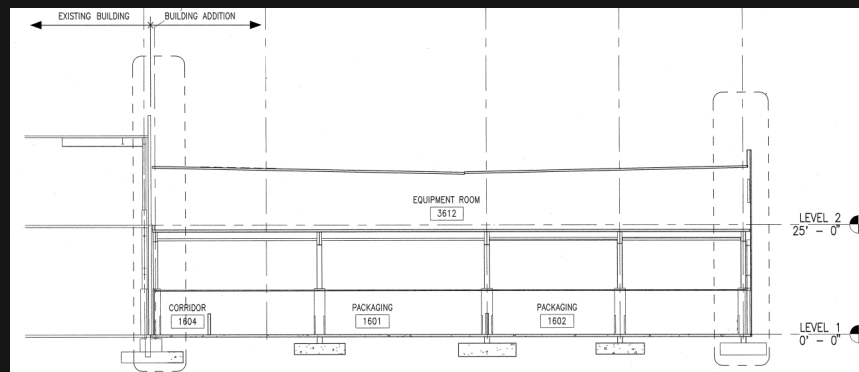 EXISTING BUILDING
BUILDING ADDITION
EQUIPMENT ROOM
3612
LEVEL 2
25' - 0"
CORRIDOR
1604
PACKAGING
1601
PACKAGING
1602
LEVEL 1
0' - 0"